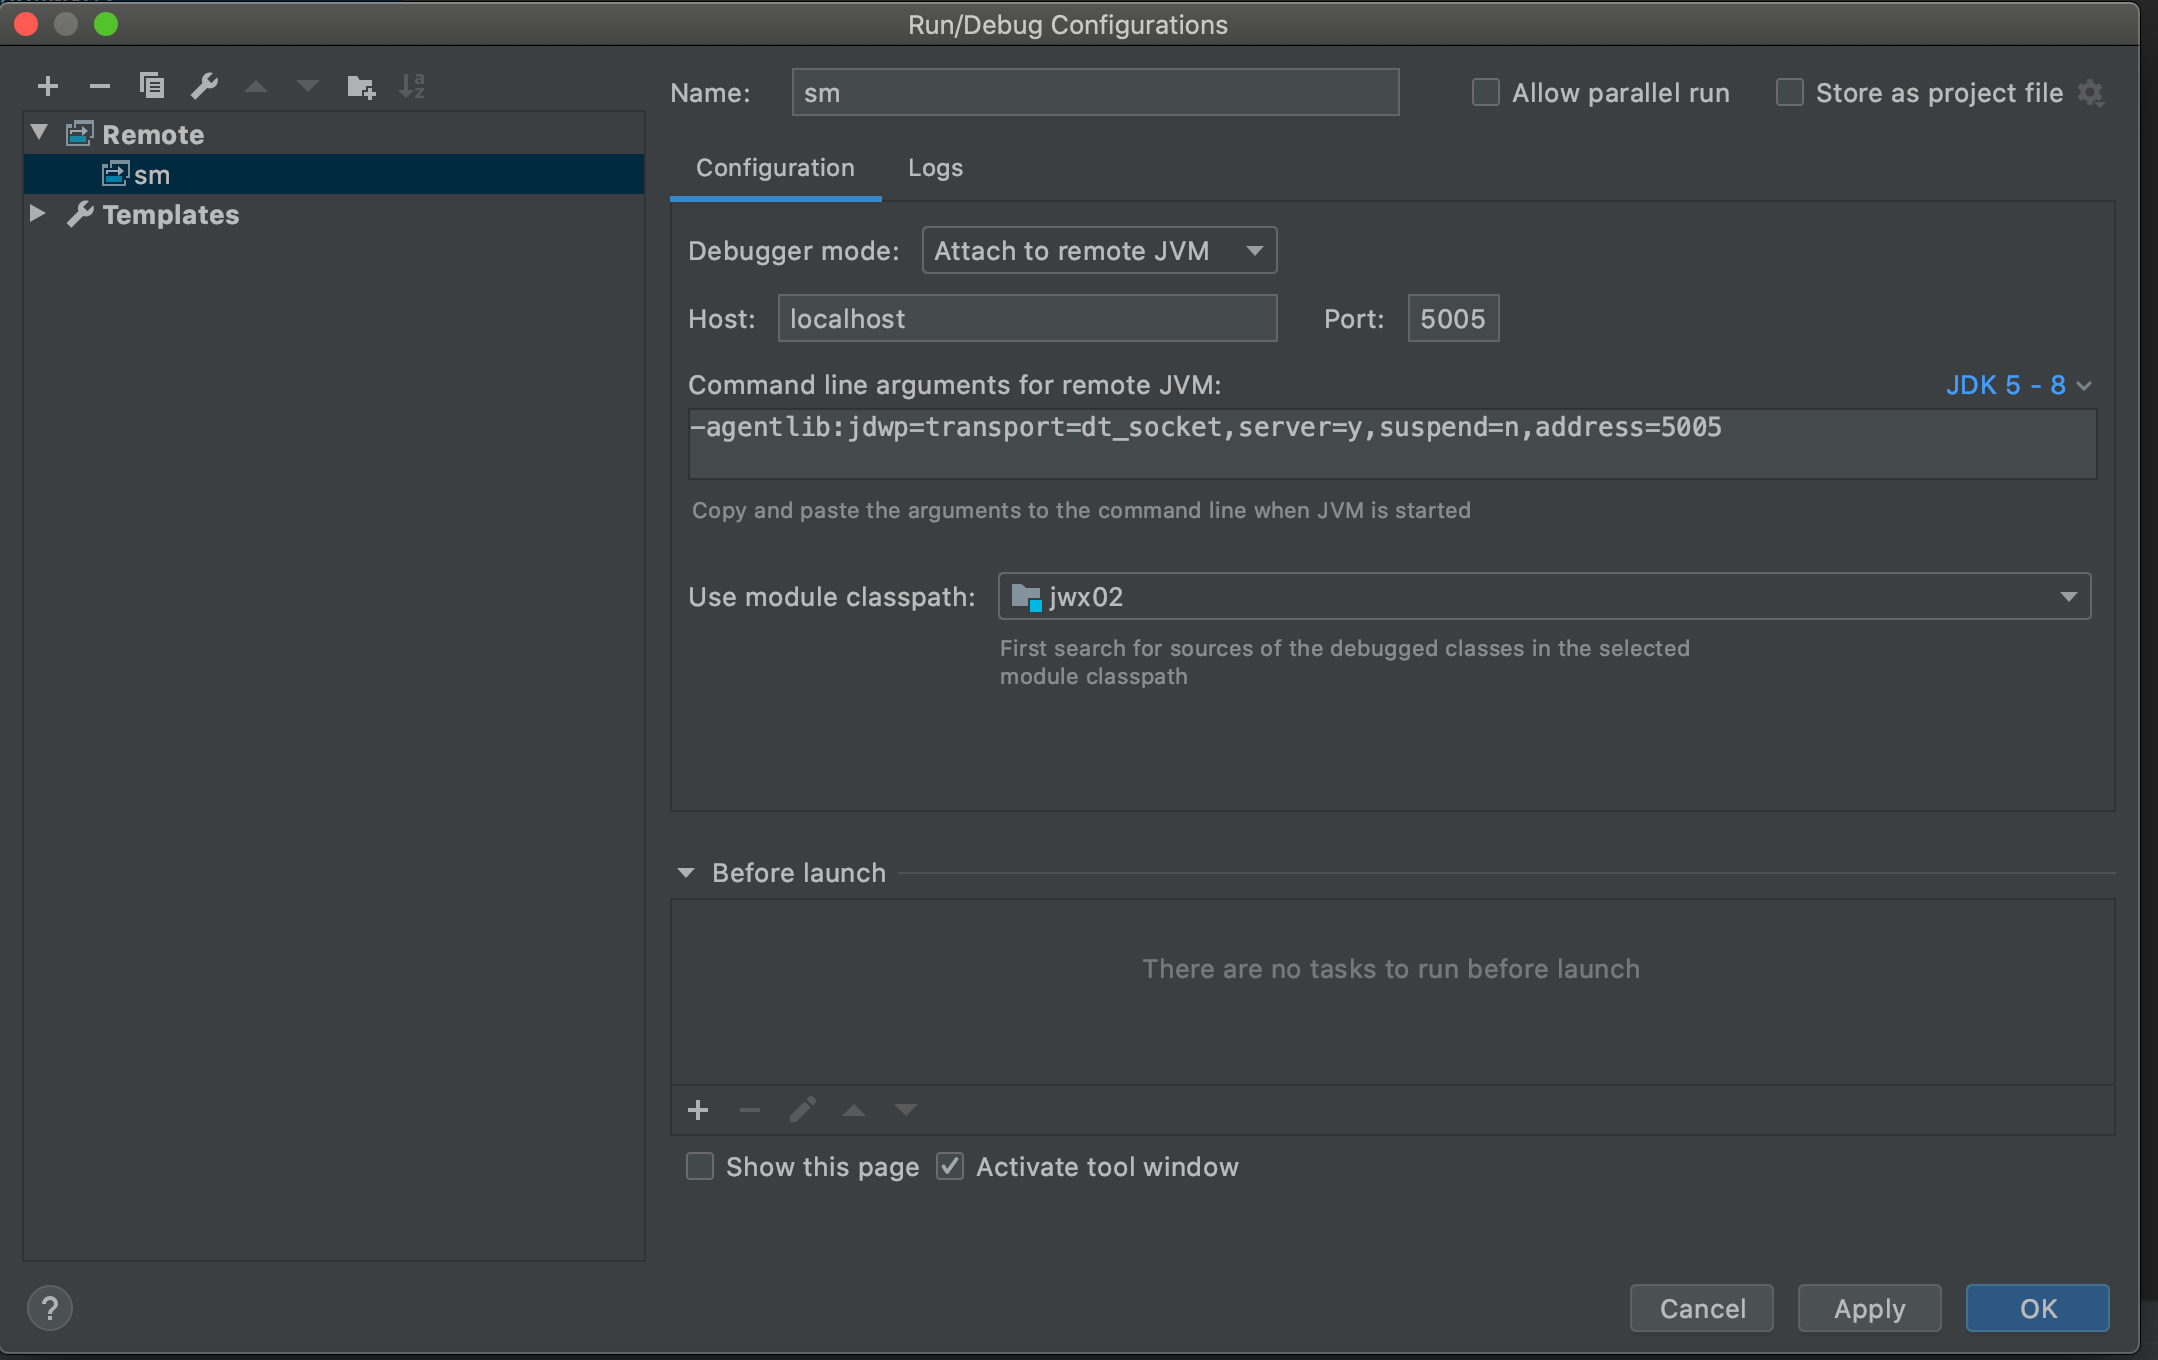 Run/Debug Configurations
Name: sm
Allow parallel run
Store as project file
Remote
sm
Templates
Configuration Logs
Debugger mode: Attach to remote JVM
Host: localhost Port: 5005
Command line arguments for remote JVM: JDK 5 - 8
-agentlib:jdwp=transport=dt_socket,server=y,suspend=n,address=5005
Copy and paste the arguments to the command line when JVM is started
Use module classpath: jwx02
First search for sources of the debugged classes in the selected
module classpath
Before launch
There are no tasks to run before launch
Show this page Activate tool window
? Cancel Apply OK